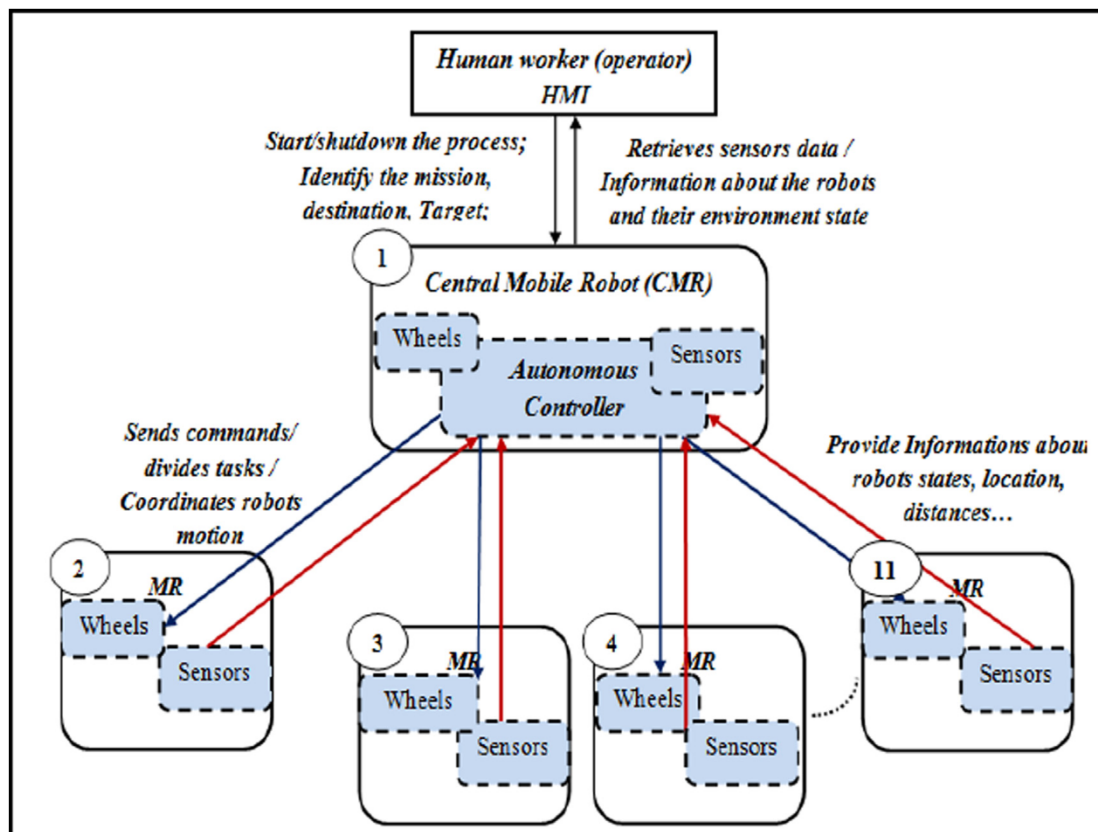 Human worker (operator)
HMI
Start/shutdown the process;
Identify the mission,
destination, Target;
Retrieves sensors data /
Information about the robots
and their environment state
1
Central Mobile Robot (CMR)
Wheels
Sensors
Autonomous
Controller
Sends commands/
divides tasks /
Coordinates robots
motion
Provide Informations about
robots states, location,
distances...
2
MR
Wheels
Sensors
3
MR
Wheels
Sensors
4
MR
Wheels
Sensors
11
MR
Wheels
Sensors